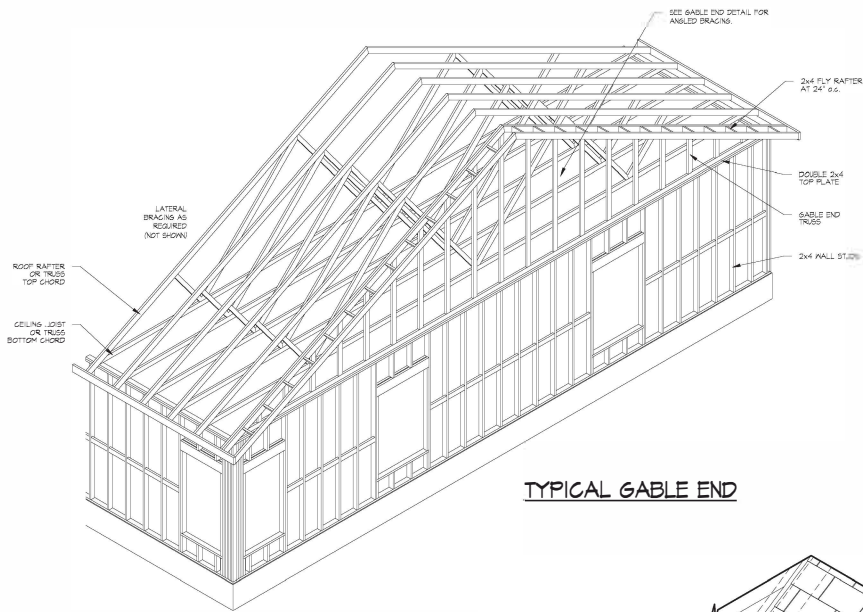 SEE GABLE END DETAIL FOR
ANGLED BRACING.
2x4 FLY RAFTER
AT 24" o.c.
DOUBLE 2x4
TOP PLATE
GABLE END
TRUSS
2x4 WALL
LATERAL
BRACING AS
REQUIRED
(NOT SHOWN)
ROOF RAFTER
OR TRUSS
TOP CHORD
CEILING JOIST
OR TRUSS
BOTTOM CHORD
TYPICAL GABLE END